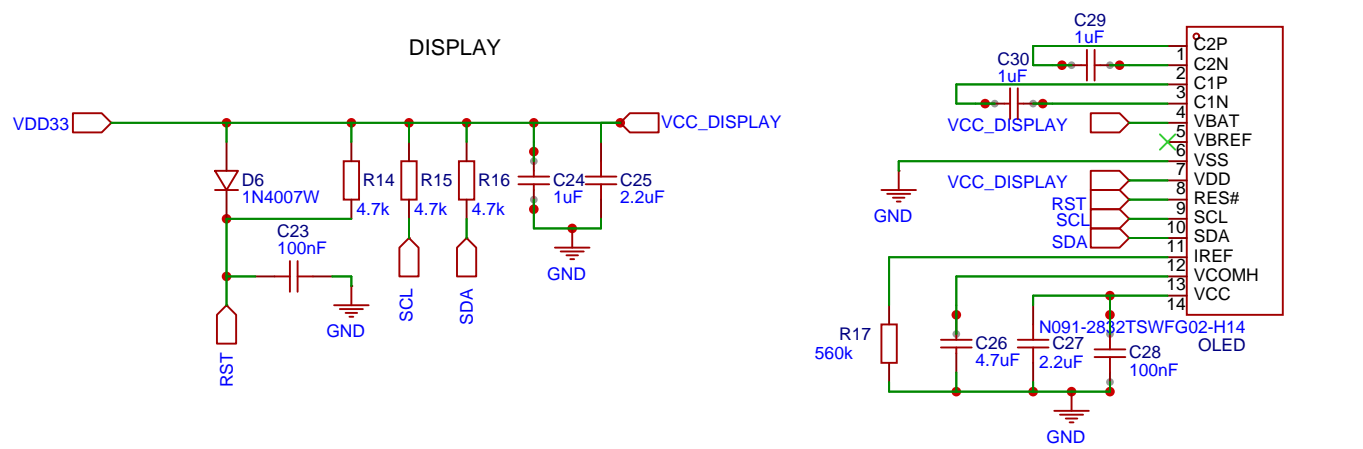 DISPLAY
VDD33
VCC_DISPLAY
D6
1N4007W
R14
4.7k
R15
4.7k
R16
4.7k
C24
1uF
C25
2.2uF
C23
100nF
GND
GND
SCL
SDA
RST
C29
1uF
C30
1uF
VCC_DISPLAY
GND
VCC_DISPLAY
RST
SCL
SDA
C2P
1
C2N
2
C1P
3
C1N
4
VBAT
5
VBREF
6
VSS
7
VDD
8
RES#
9
SCL
10
SDA
11
IREF
12
VCOMH
13
VCC
14
N091-2832TSWFG02-H14
OLED
R17
560k
C26
4.7uF
C27
2.2uF
C28
100nF
GND